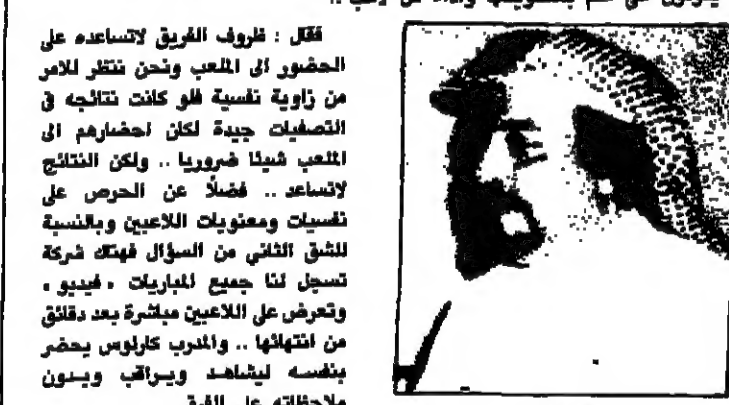 فقال : ظروف الفريق لاتساعده على
الحضور الى الملعب ونحن ننظر للامر
من زاوية نفسية فلو كانت نتائجه في
التصفيات جيدة لكان احضارهم الى
الملعب شيئا ضروريا .. ولكن النتائج
لاتساعد .. فضلاً عن الحرص على
نفسيات ومعنويات اللاعبين وبالنسبة
للشق الثاني من السؤال فهناك شركة
تسجل لنا جميع المباريات « فيديو »
وتعرض على اللاعبين مباشرة بعد دقائق
من انتهائها .. والمدرب كارلوس يحضر
بنفسه ليشاهد ويراقب ويدون
ملاحظاته على الفرق